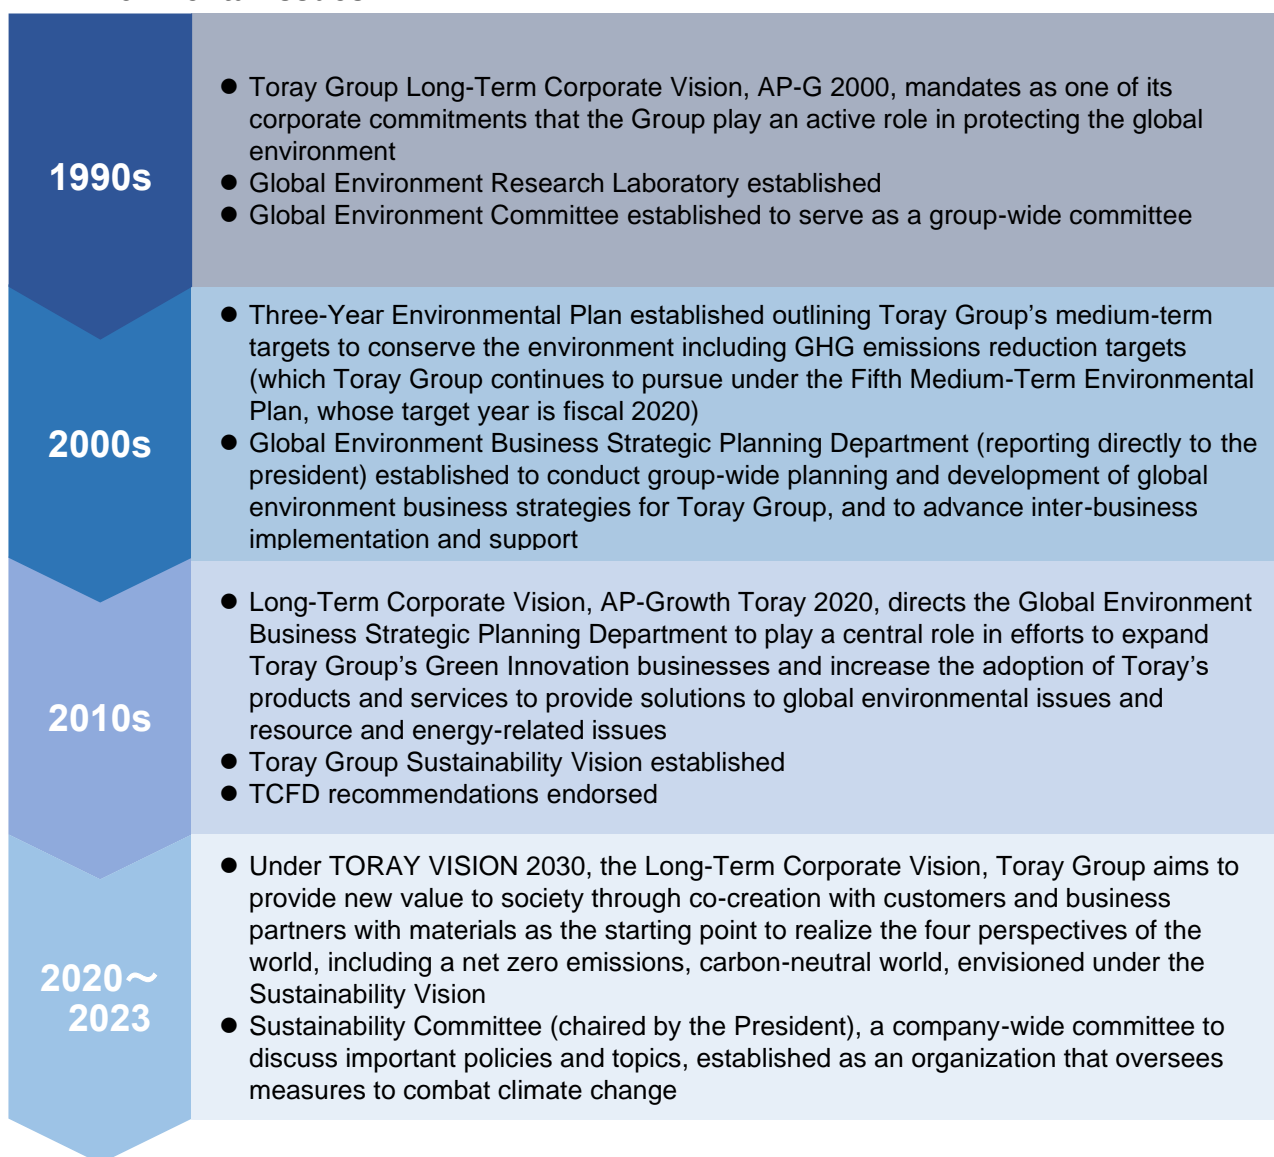 1990s
● Toray Group Long-Term Corporate Vision, AP-G 2000, mandates as one of its
corporate commitments that the Group play an active role in protecting the global
environment
● Global Environment Research Laboratory established
● Global Environment Committee established to serve as a group-wide committee
2000s
● Three-Year Environmental Plan established outlining Toray Group’s medium-term
targets to conserve the environment including GHG emissions reduction targets
(which Toray Group continues to pursue under the Fifth Medium-Term Environmental
Plan, whose target year is fiscal 2020)
● Global Environment Business Strategic Planning Department (reporting directly to the
president) established to conduct group-wide planning and development of global
environment business strategies for Toray Group, and to advance inter-business
implementation and support
2010s
● Long-Term Corporate Vision, AP-Growth Toray 2020, directs the Global Environment
Business Strategic Planning Department to play a central role in efforts to expand
Toray Group’s Green Innovation businesses and increase the adoption of Toray’s
products and services to provide solutions to global environmental issues and
resource and energy-related issues
● Toray Group Sustainability Vision established
● TCFD recommendations endorsed
2020～
2023
● Under TORAY VISION 2030, the Long-Term Corporate Vision, Toray Group aims to
provide new value to society through co-creation with customers and business
partners with materials as the starting point to realize the four perspectives of the
world, including a net zero emissions, carbon-neutral world, envisioned under the
Sustainability Vision
● Sustainability Committee (chaired by the President), a company-wide committee to
discuss important policies and topics, established as an organization that oversees
measures to combat climate change